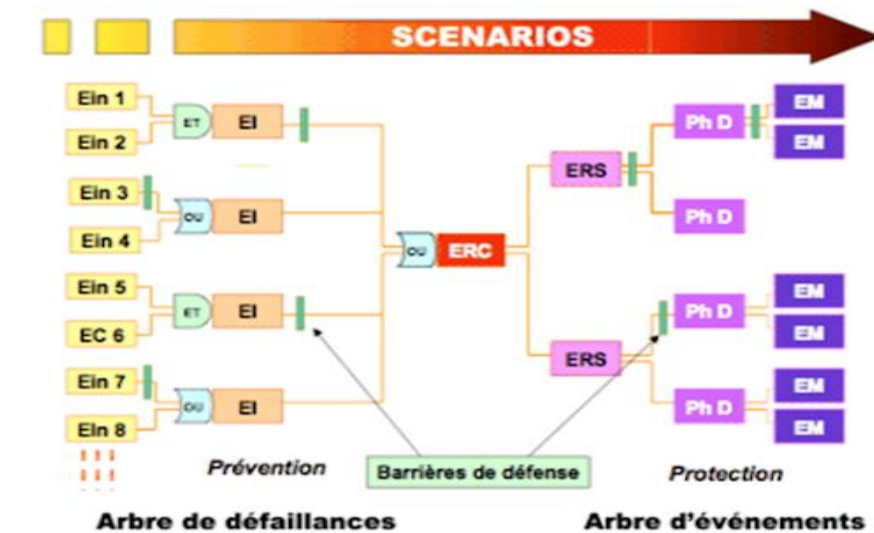 SCENARIOS
Ein 1
Ein 2
ET
EI
Ein 3
Ein 4
OU
EI
Ein 5
EC 6
ET
EI
Ein 7
EIn 8
OU
EI
OU
ERC
ERS
ERS
Ph D
Ph D
Ph D
Ph D
EM
EM
EM
EM
EM
EM
Prévention
Barrières de défense
Protection
Arbre de défaillances
Arbre d'événements